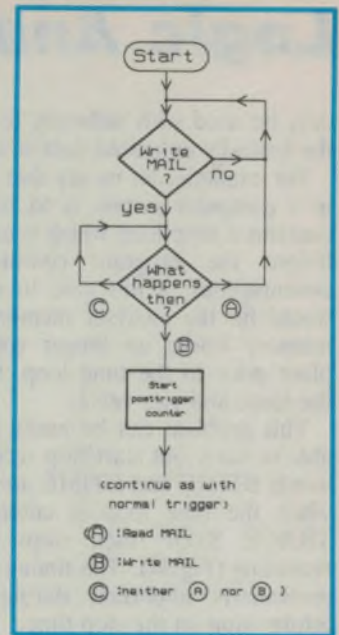 Start
Write
MAIL
?
no
yes
What
happens
then
?
C
A
B
Start
posttrigger
counter
(continue as with
normal trigger)
A :Read MAIL
B :Write MAIL
C :neither A nor B )